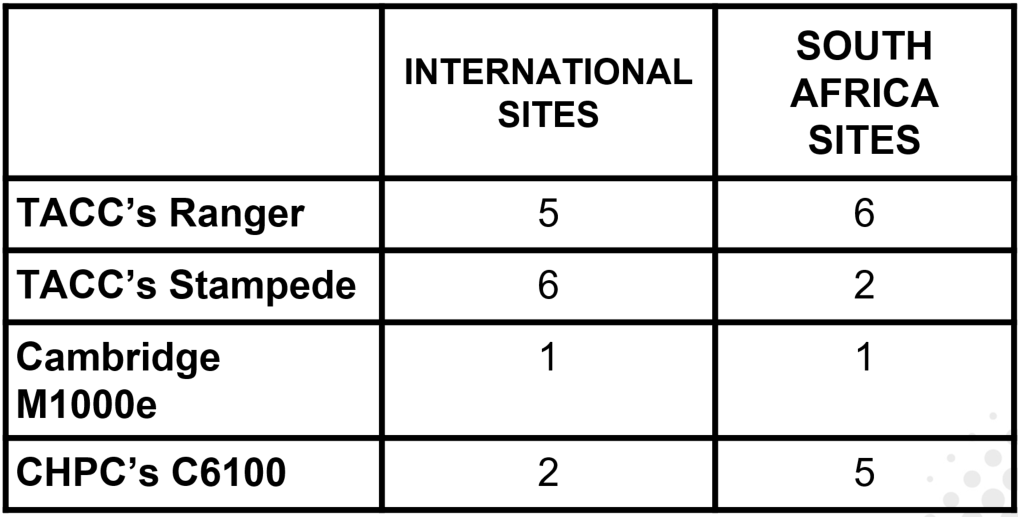 INTERNATIONAL
SITES
SOUTH
AFRICA
SITES
TACC’s Ranger 5 6
TACC’s Stampede 6 2
Cambridge
M1000e 1 1
CHPC’s C6100 2 5